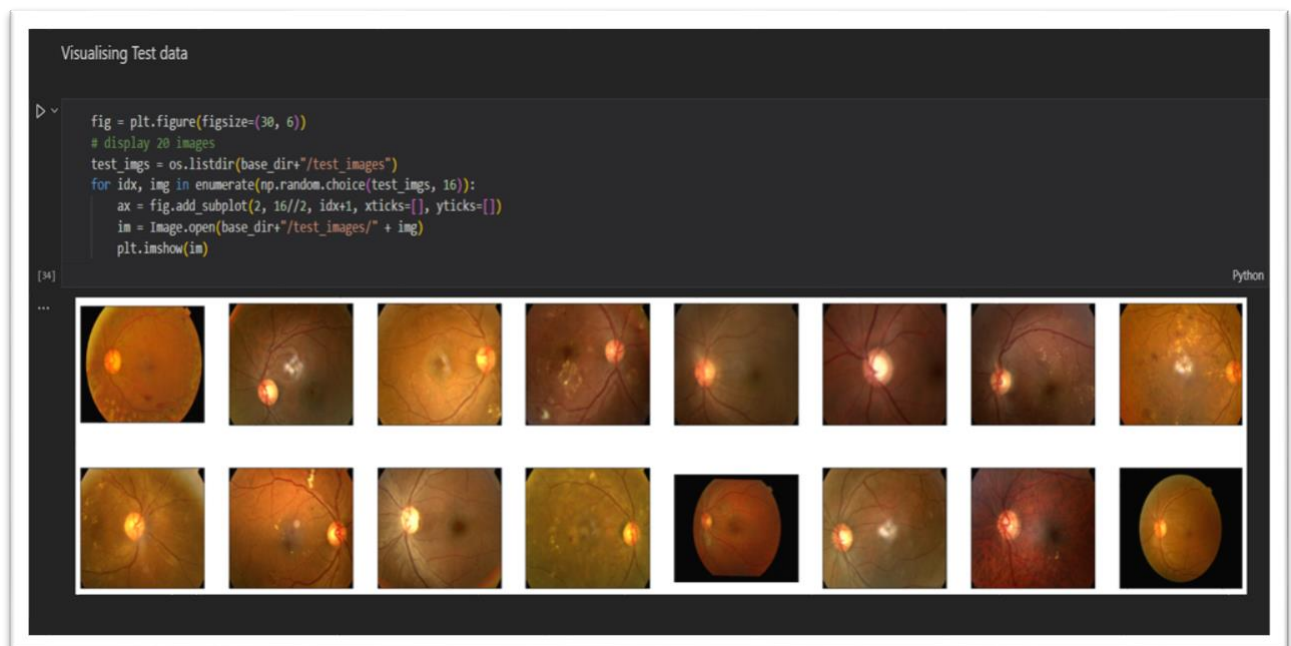 Visualising Test data
fig = plt.figure(figsize=(30, 6))
# display 20 images
test_imgs = os.listdir(base_dir+"/test_images")
for idx, img in enumerate(np.random.choice(test_imgs, 16)):
    ax = fig.add_subplot(2, 16//2, idx+1, xticks=[], yticks=[])
    im = Image.open(base_dir+"/test_images/" + img)
    plt.imshow(im)
[34]
Python
...